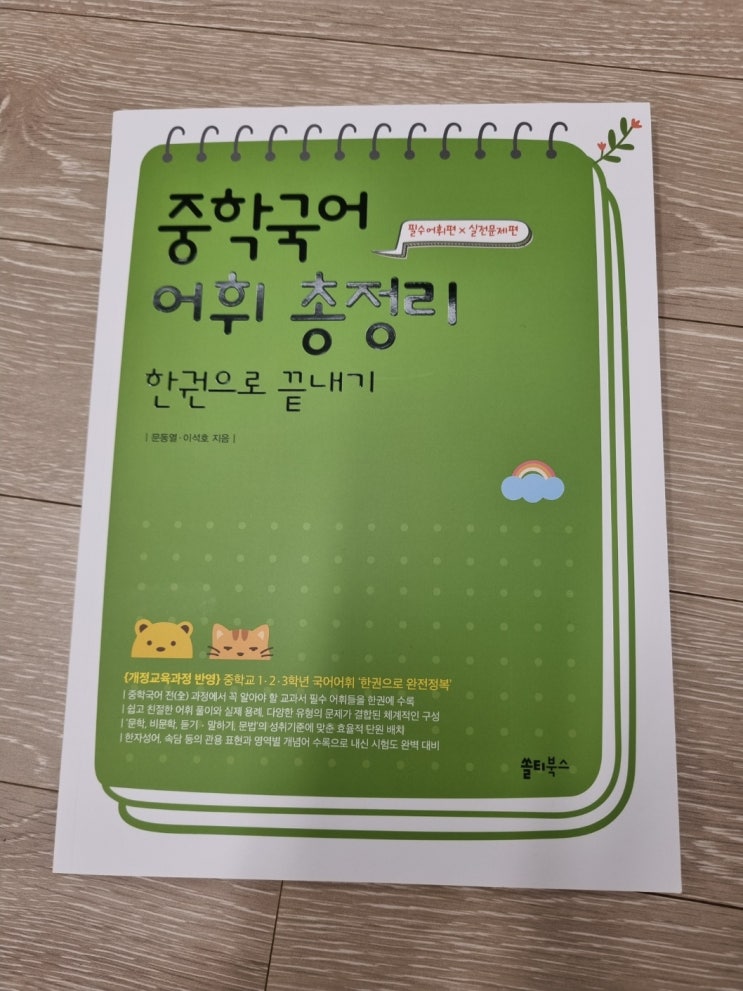 중학국어
필수어휘편 × 실전문제편
어휘 총정리
한권으로 끝내기
| 문동열 · 이석호 지음 |
{개정교육과정 반영} 중학교 1·2·3학년 국어어휘 '한권으로 완전정복'
| 중학국어 전(全) 과정에서 꼭 알아야 할 교과서 필수 어휘들을 한권에 수록
| 쉽고 친절한 어휘 풀이와 실제 용례, 다양한 유형의 문제가 결합된 체계적인 구성
| '문학, 비문학, 듣기·말하기, 문법'의 성취기준에 맞춘 효율적 단원 배치
| 한자성어, 속담 등의 관용 표현과 영역별 개념어 수록으로 내신 시험도 완벽 대비
쏠티북스